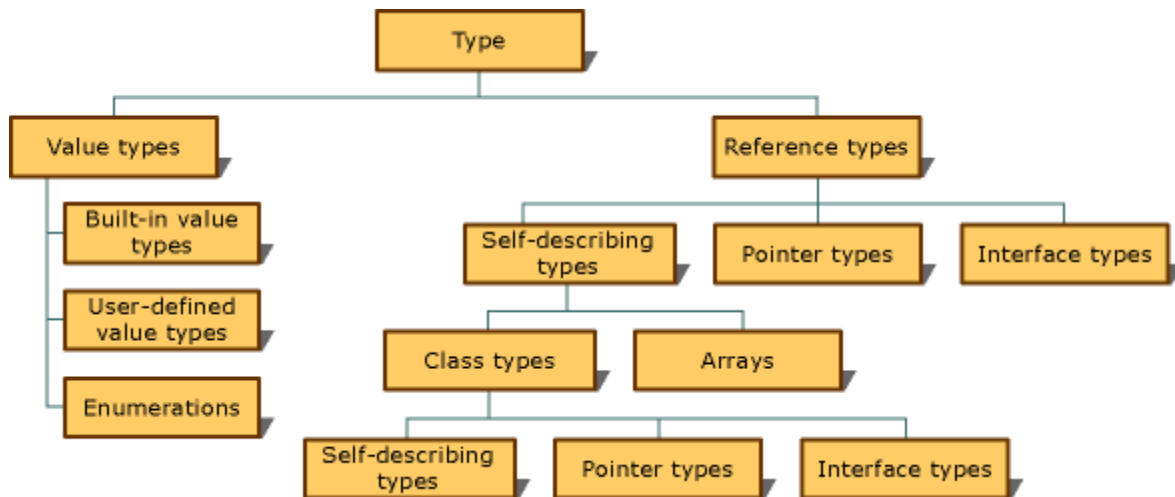 Type
Value types
Reference types
Built-in value
types
Self-describing
types
Pointer types
Interface types
User-defined
value types
Class types
Arrays
Enumerations
Self-describing
types
Pointer types
Interface types